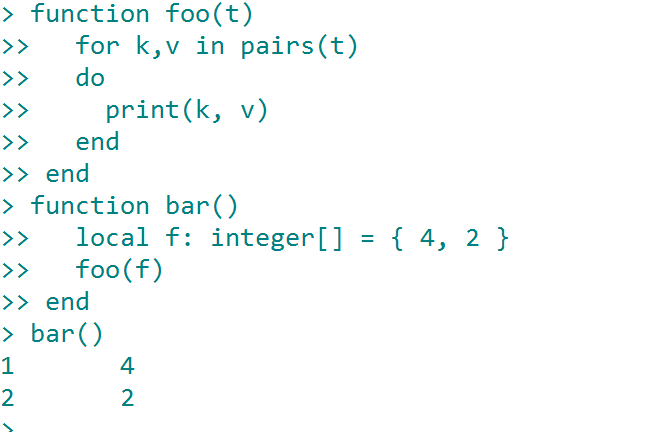 > function foo(t)
>>   for k,v in pairs(t)
>>   do
>>     print(k, v)
>>   end
>> end
> function bar()
>>   local f: integer[] = { 4, 2 }
>>   foo(f)
>> end
> bar()
1       4
2       2
>